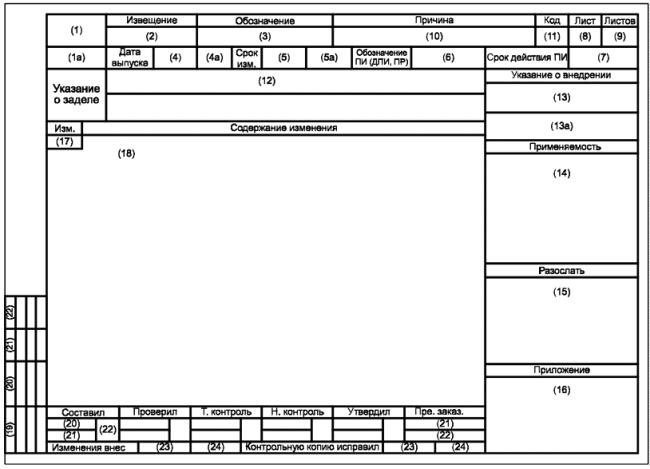 (1) Извещение Обозначение Причина Код Лист Листов
(2) (3) (10) (11) (8) (9)
(1а) Дата выпуска (4) (4а) Срок изм. (5) (5а) Обозначение ПИ (ДПИ, ПР) (6) Срок действия ПИ (7)
Указание о заделе (12) Указание о внедрении
(13)
(13а)
Изм. Содержание изменения
(17) Применяемость
(18) (14)
Разослать
(15)
(22)
(21)
Приложение
(20)
(16)
(19)
Составил Проверил Т. контроль Н. контроль Утвердил Пре. заказ.
(20) (22) (21)
(21) (22)
Изменения внес (23) (24) Контрольную копию исправил (23) (24)